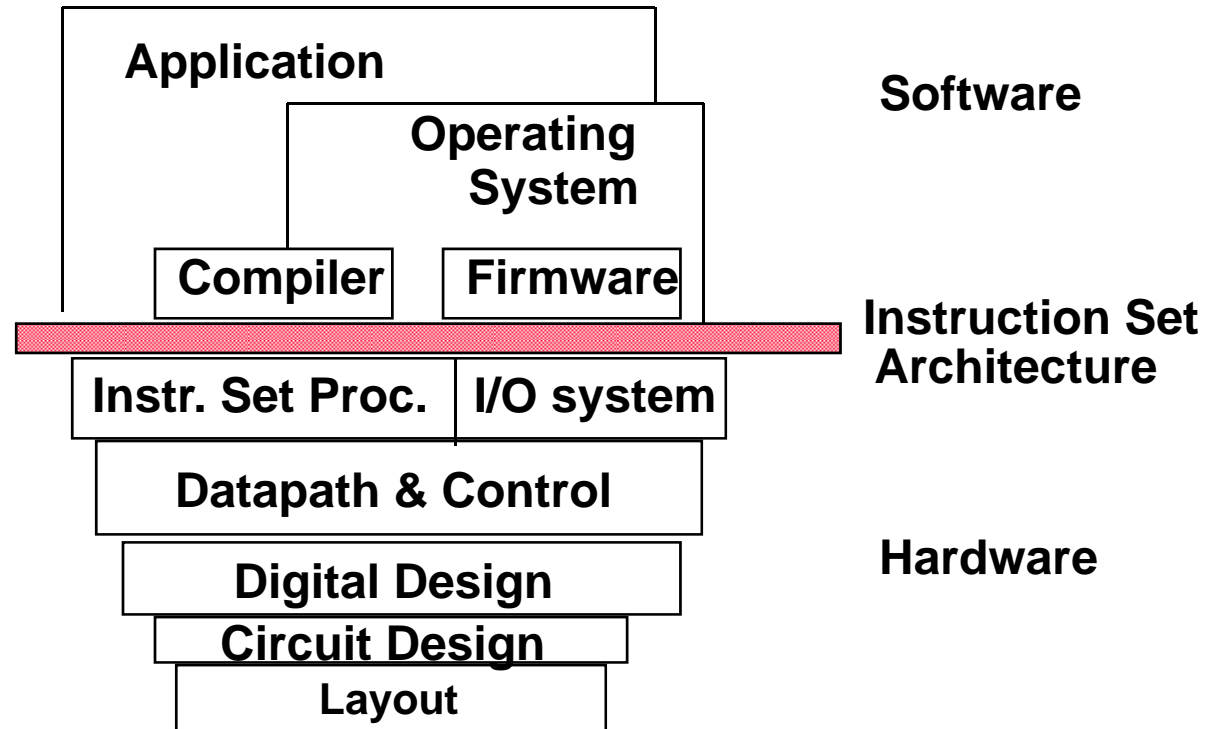 Application
Software
Operating
System
Compiler
Firmware
Instruction Set
Architecture
Instr. Set Proc.
I/O system
Datapath & Control
Hardware
Digital Design
Circuit Design
Layout